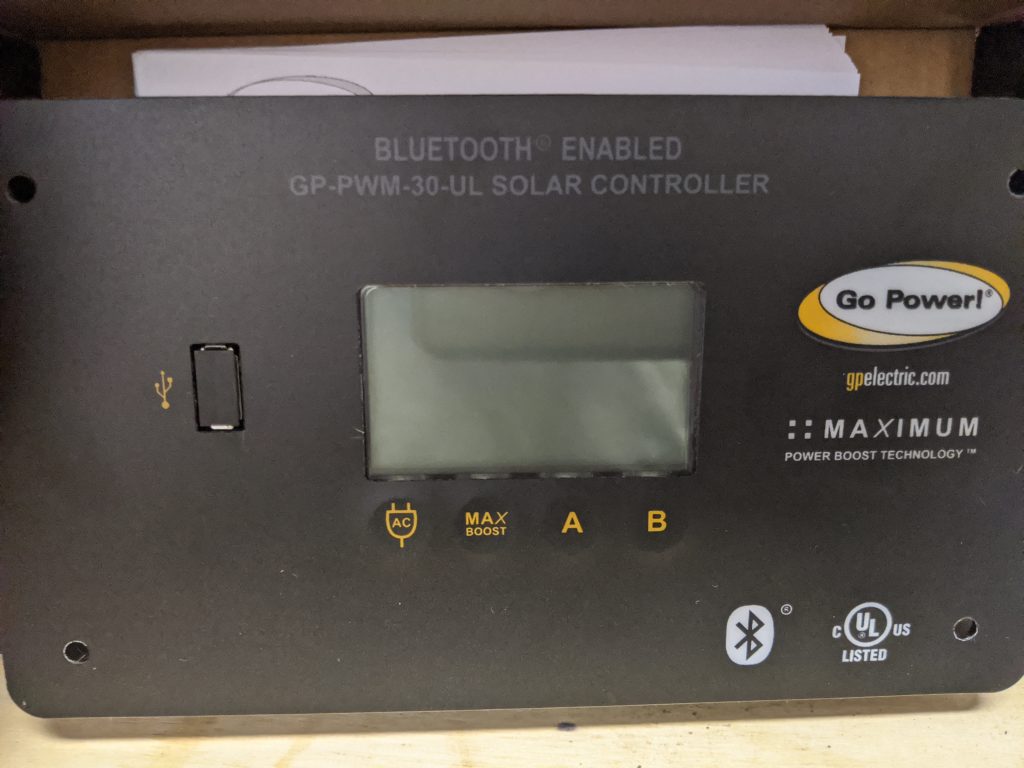 BLUETOOTH® ENABLED
GP-PWM-30-UL SOLAR CONTROLLER
Go Power!®
gpelectric.com
MAXIMUM
POWER BOOST TECHNOLOGY™
AC
MAX
BOOST
A
B
®
C UL® US
LISTED